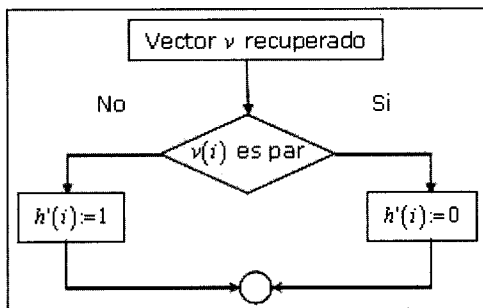 Vector ν recuperado
No
Si
ν(i) es par
h'(i):=1
h'(i):=0